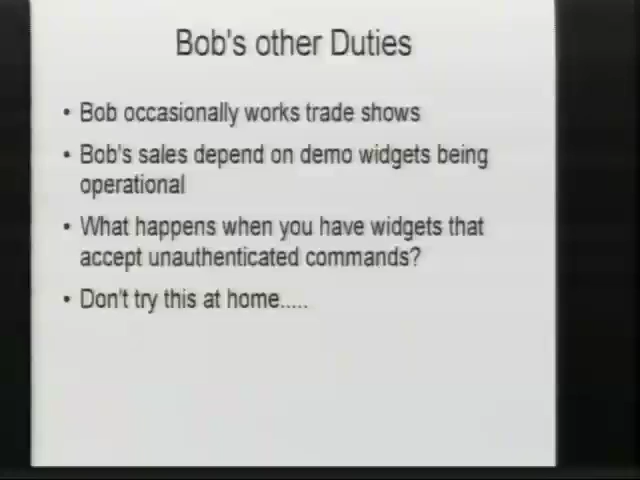 Bob's other Duties
• Bob occasionally works trade shows
• Bob's sales depend on demo widgets being
operational
• What happens when you have widgets that
accept unauthenticated commands?
• Don't try this at home.....